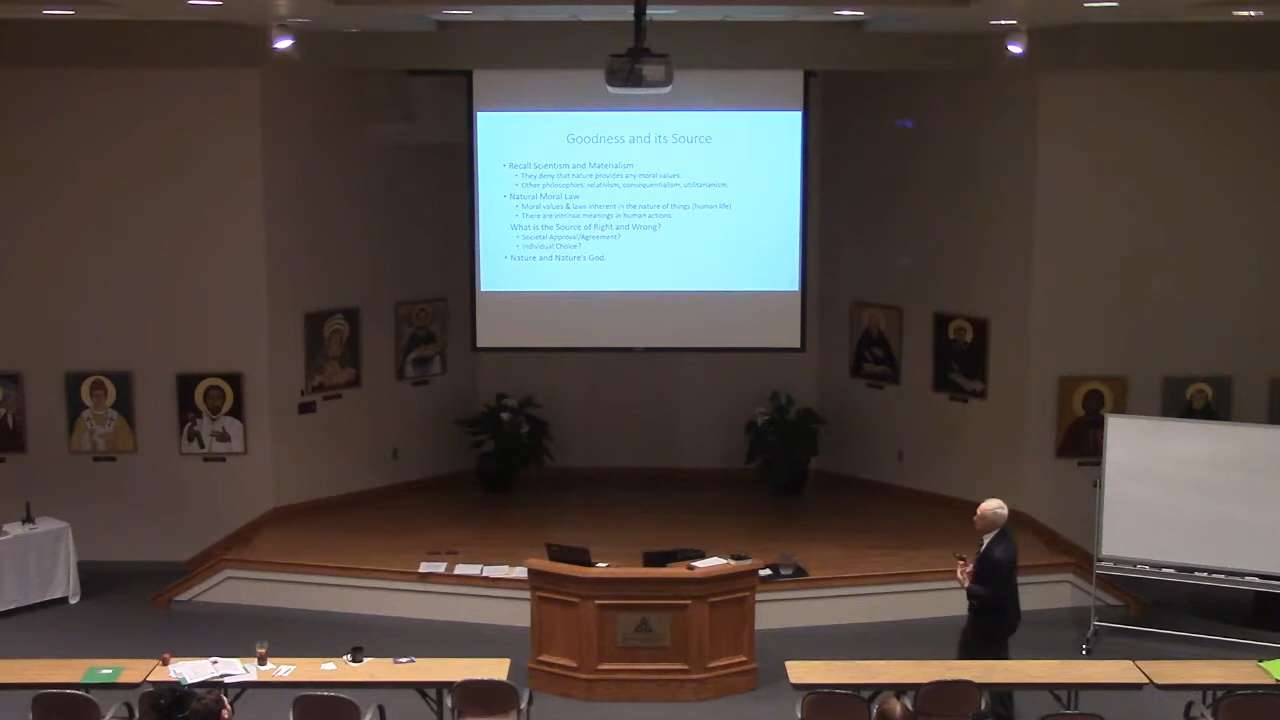 Goodness and its Source
• Recall Scientism and Materialism
• They deny that nature provides any moral values.
• Other philosophies: relativism, consequentialism, utilitarianism.
• Natural Moral Law
• Moral values & laws inherent in the nature of things (human life)
• There are intrinsic meanings in human actions.
What is the Source of Right and Wrong?
• Societal Approval/Agreement?
• Individual Choice?
• Nature and Nature's God.